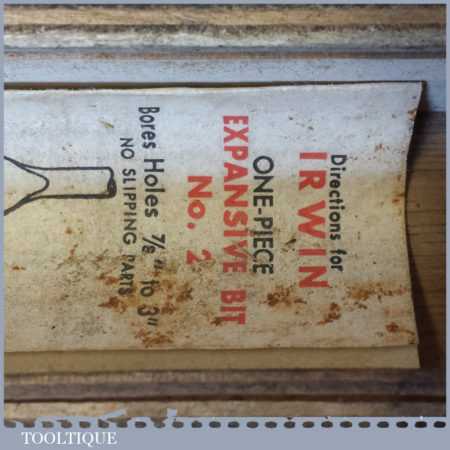 Directions for
IRWIN
ONE-PIECE
EXPANSIVE BIT
No. 2
Bores Holes 7/8" to 3"
NO SLIPPING PARTS
TOOLTIQUE